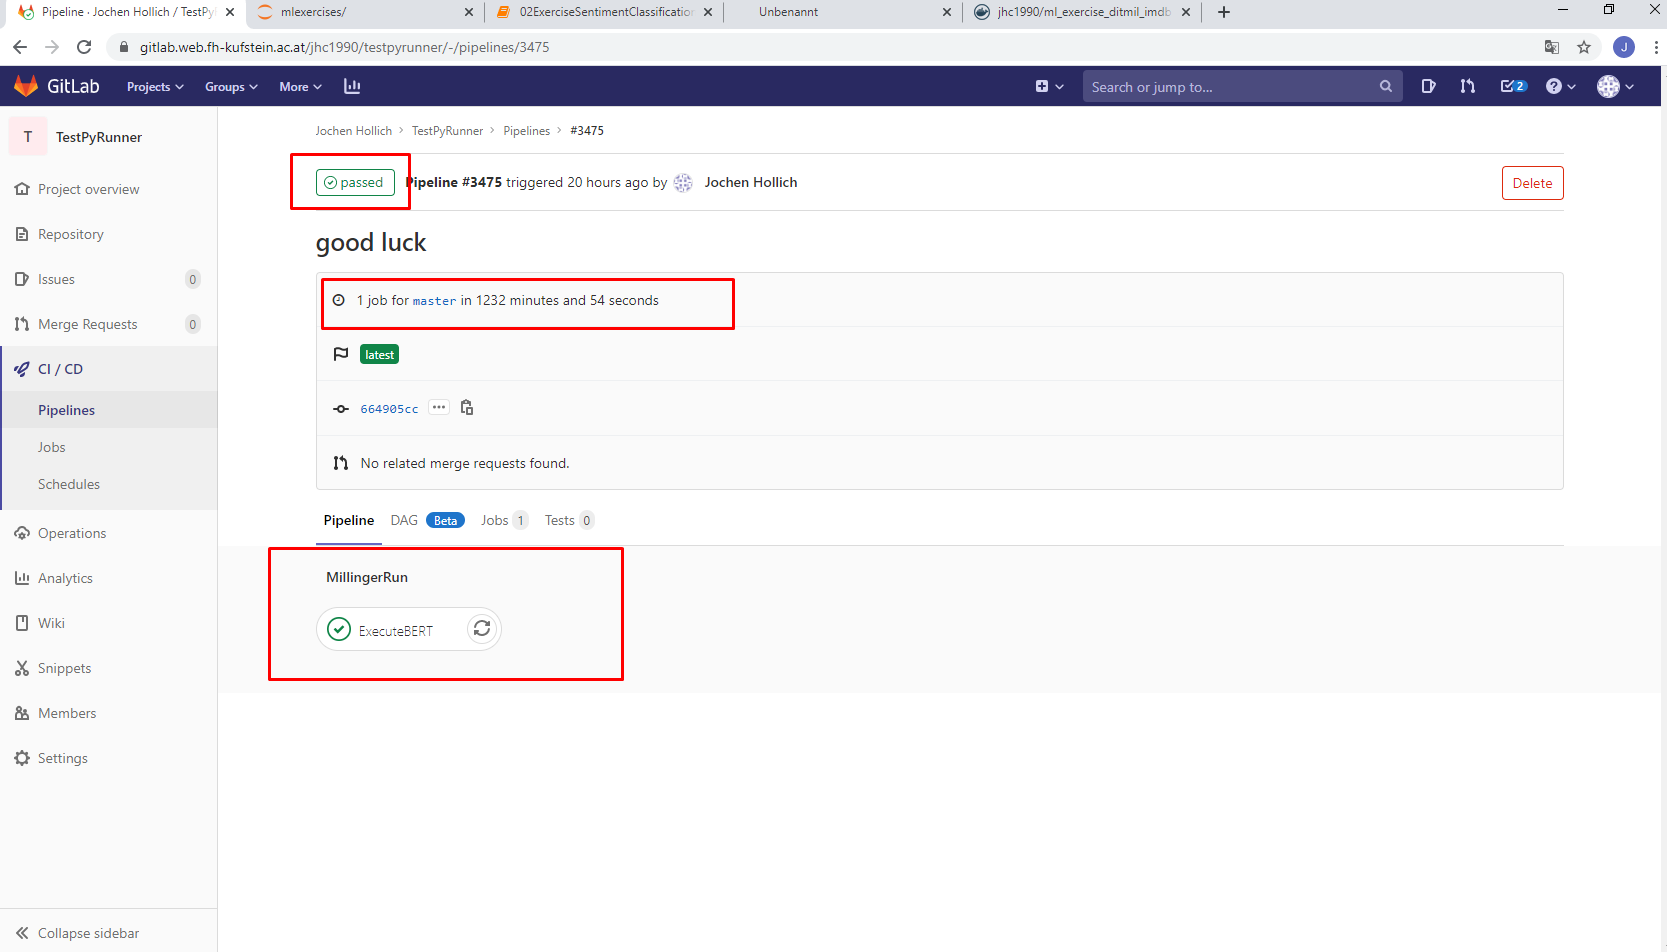 Pipeline · Jochen Hollich / TestPy
mlexercises/
02ExerciseSentimentClassification
Unbenannt
jhc1990/ml_exercise_ditmil_imdb
gitlab.web.fh-kufstein.ac.at/jhc1990/testpyrunner/-/pipelines/3475
J
GitLab
Projects
Groups
More
Search or jump to...
2
T
TestPyRunner
Project overview
Repository
Issues 0
Merge Requests 0
CI / CD
Pipelines
Jobs
Schedules
Operations
Analytics
Wiki
Snippets
Members
Settings
Collapse sidebar
Jochen Hollich > TestPyRunner > Pipelines > #3475
passed Pipeline #3475 triggered 20 hours ago by Jochen Hollich
Delete
good luck
1 job for master in 1232 minutes and 54 seconds
latest
664905cc ...
No related merge requests found.
Pipeline DAG Beta Jobs 1 Tests 0
MillingerRun
ExecuteBERT